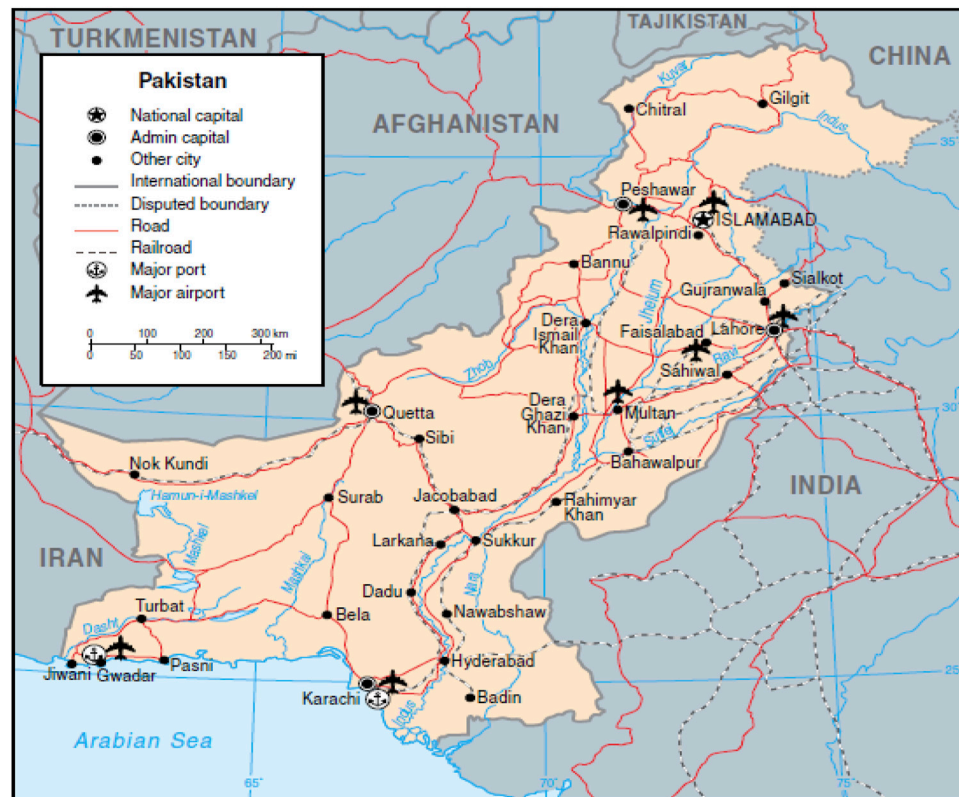 TURKMENISTAN
TAJIKISTAN
CHINA
AFGHANISTAN
IRAN
INDIA
Pakistan
National capital
Admin capital
Other city
International boundary
Disputed boundary
Road
Railroad
Major port
Major airport
0 100 200 300 km
0 50 100 150 200 mi
Kuvar
Chitral
Gilgit
Indus
35°
Peshawar
ISLAMABAD
Rawalpindi
Bannu
Jhelum
Sialkot
Gujranwala
Dera
Ismail
Khan
Faisalabad
Lahore
Ravi
Zhob
Sáhiwal
Dera
Ghazi
Khan
Multan
30°
Quetta
Sutlej
Sibi
Bahawalpur
Nok Kundi
Hamun-i-Mashkel
Surab
Jacobabad
Rahimyar
Khan
Mashkel
Larkana
Sukkur
Mashkal
Nara
Dadu
Nawabshaw
Turbat
Bela
Dasht
Jiwani
Gwadar
Pasni
Hyderabad
25°
Karachi
Badin
Indus
Arabian Sea
65°
70°
75°